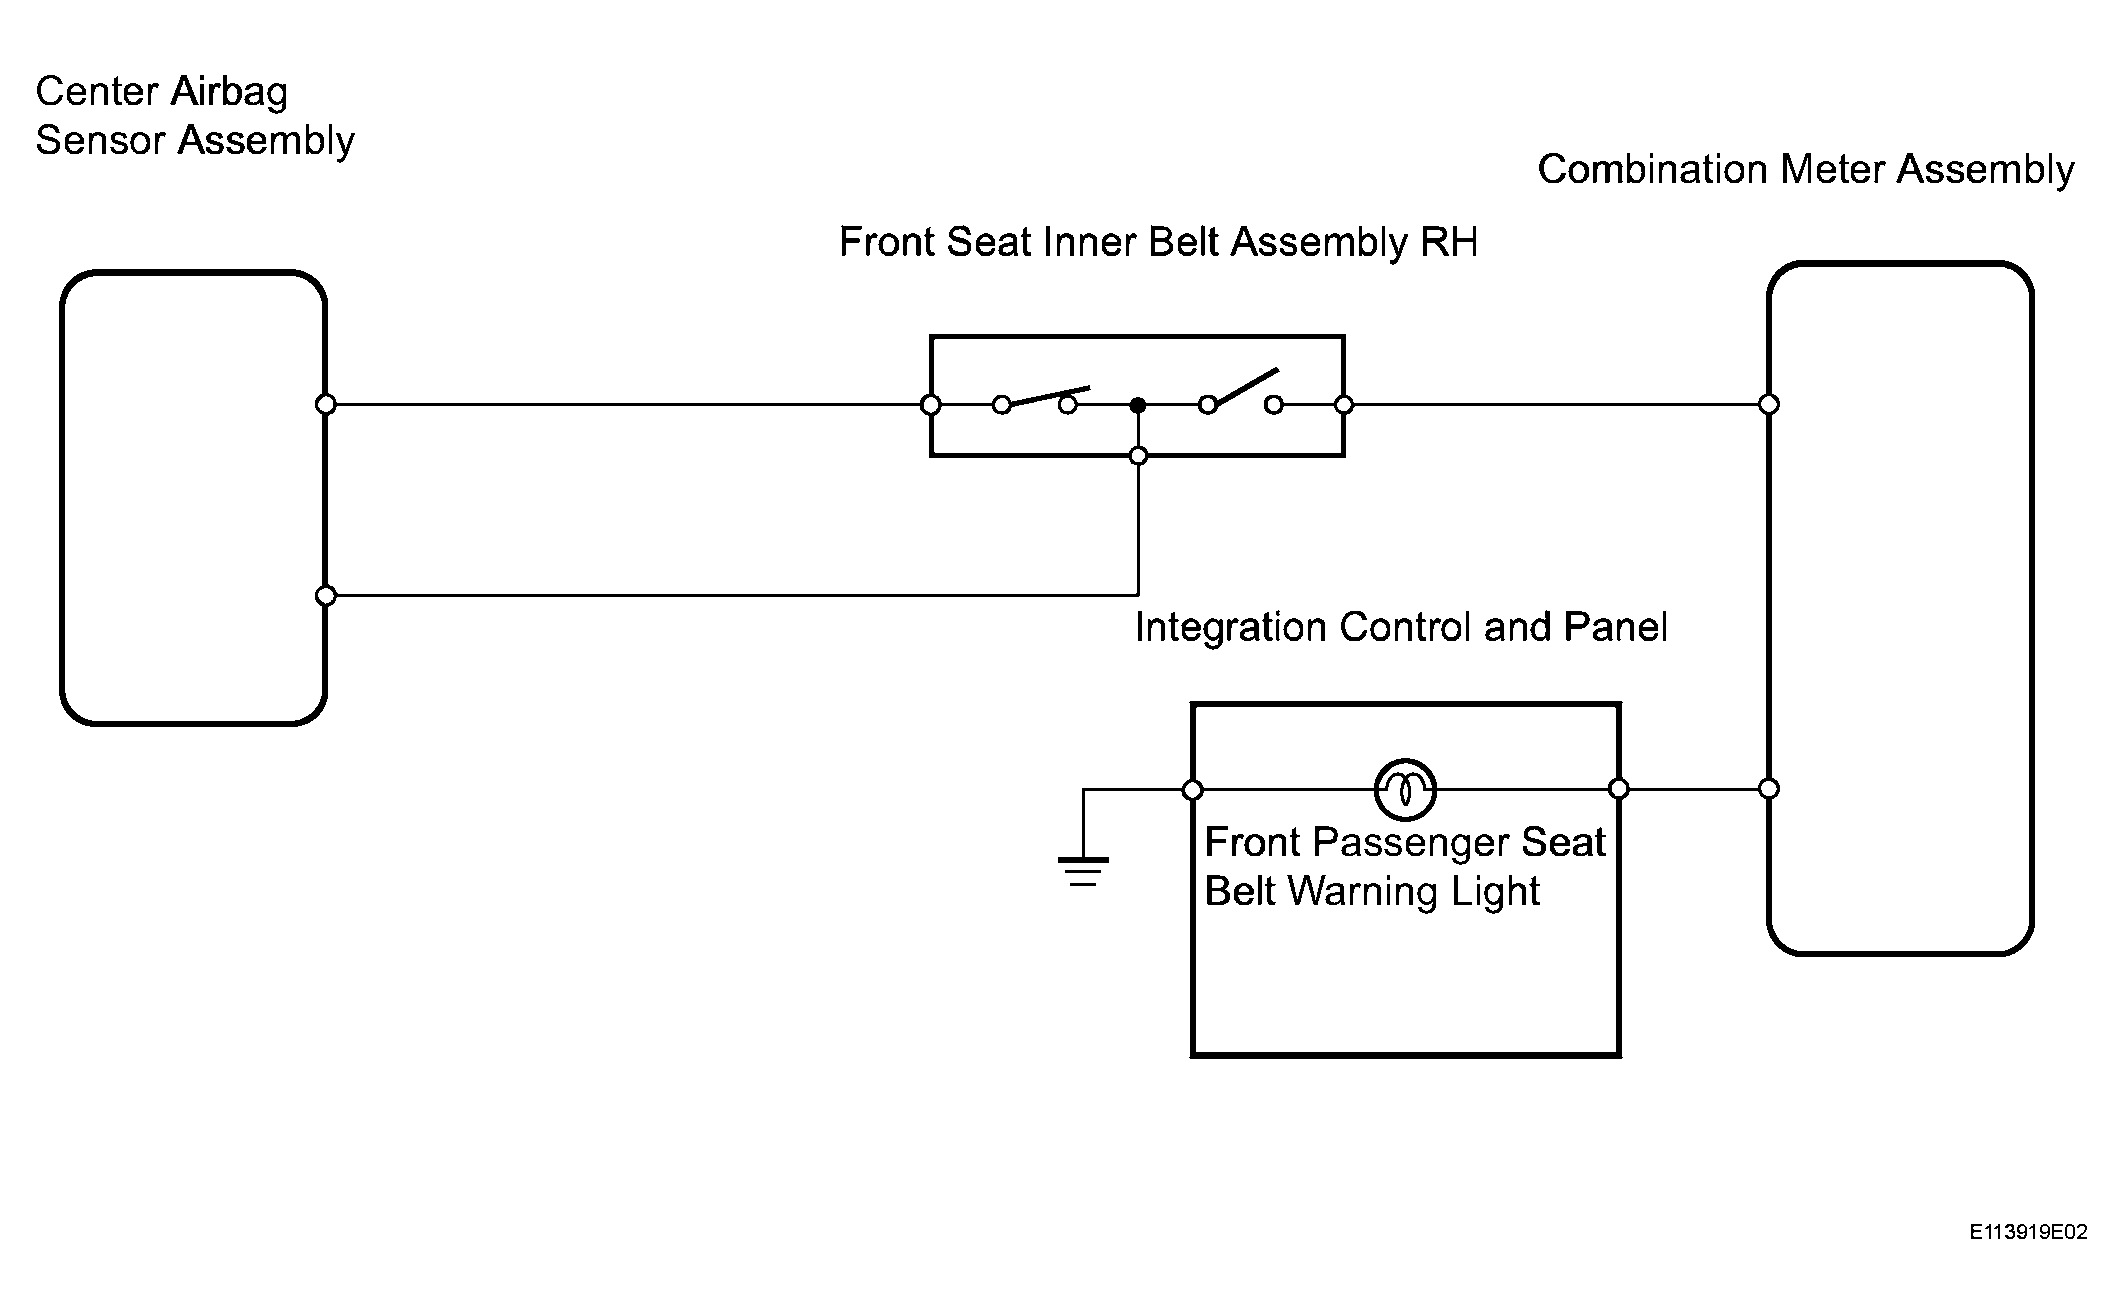 Center Airbag
Sensor Assembly
Combination Meter Assembly
Front Seat Inner Belt Assembly RH
Integration Control and Panel
Front Passenger Seat
Belt Warning Light
E113919E02